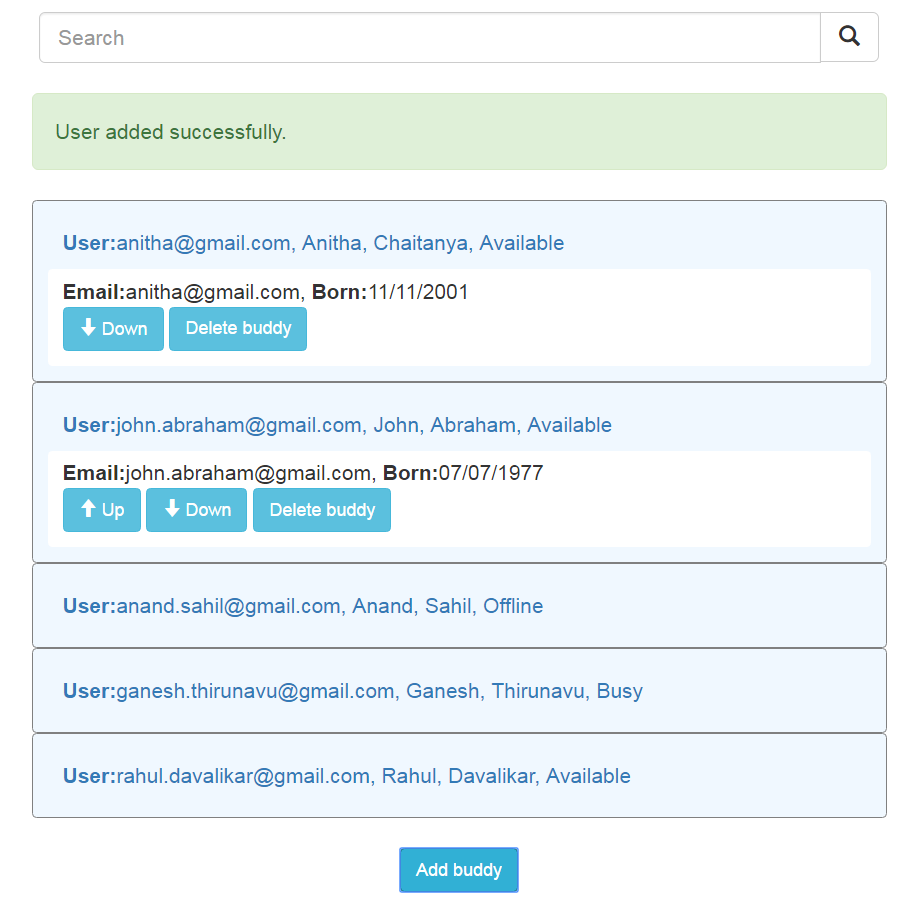 Search
User added successfully.
User:anitha@gmail.com, Anitha, Chaitanya, Available
Email:anitha@gmail.com, Born:11/11/2001
Down Delete buddy
User:john.abraham@gmail.com, John, Abraham, Available
Email:john.abraham@gmail.com, Born:07/07/1977
Up Down Delete buddy
User:anand.sahil@gmail.com, Anand, Sahil, Offline
User:ganesh.thirunavu@gmail.com, Ganesh, Thirunavu, Busy
User:rahul.davalikar@gmail.com, Rahul, Davalikar, Available
Add buddy